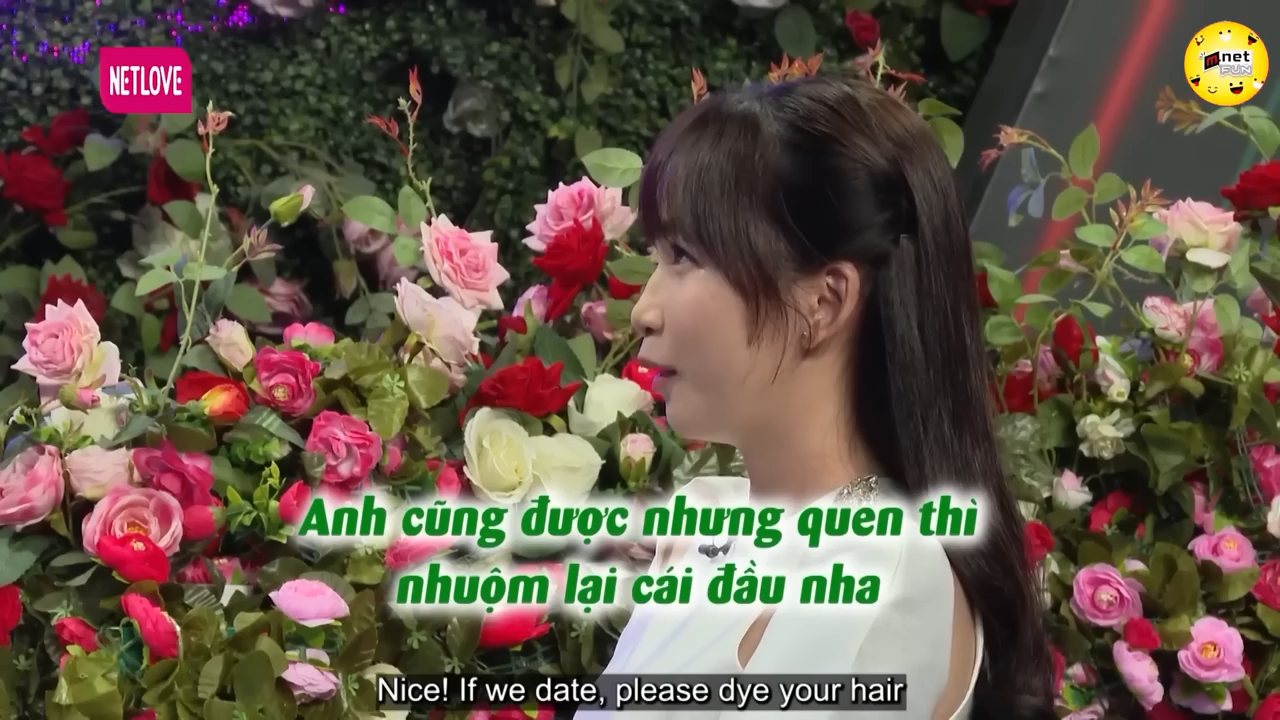 NETLOVE
m.net
FUN
Anh cũng được nhưng quen thì
nhuộm lại cái đầu nha
Nice! If we date, please dye your hair